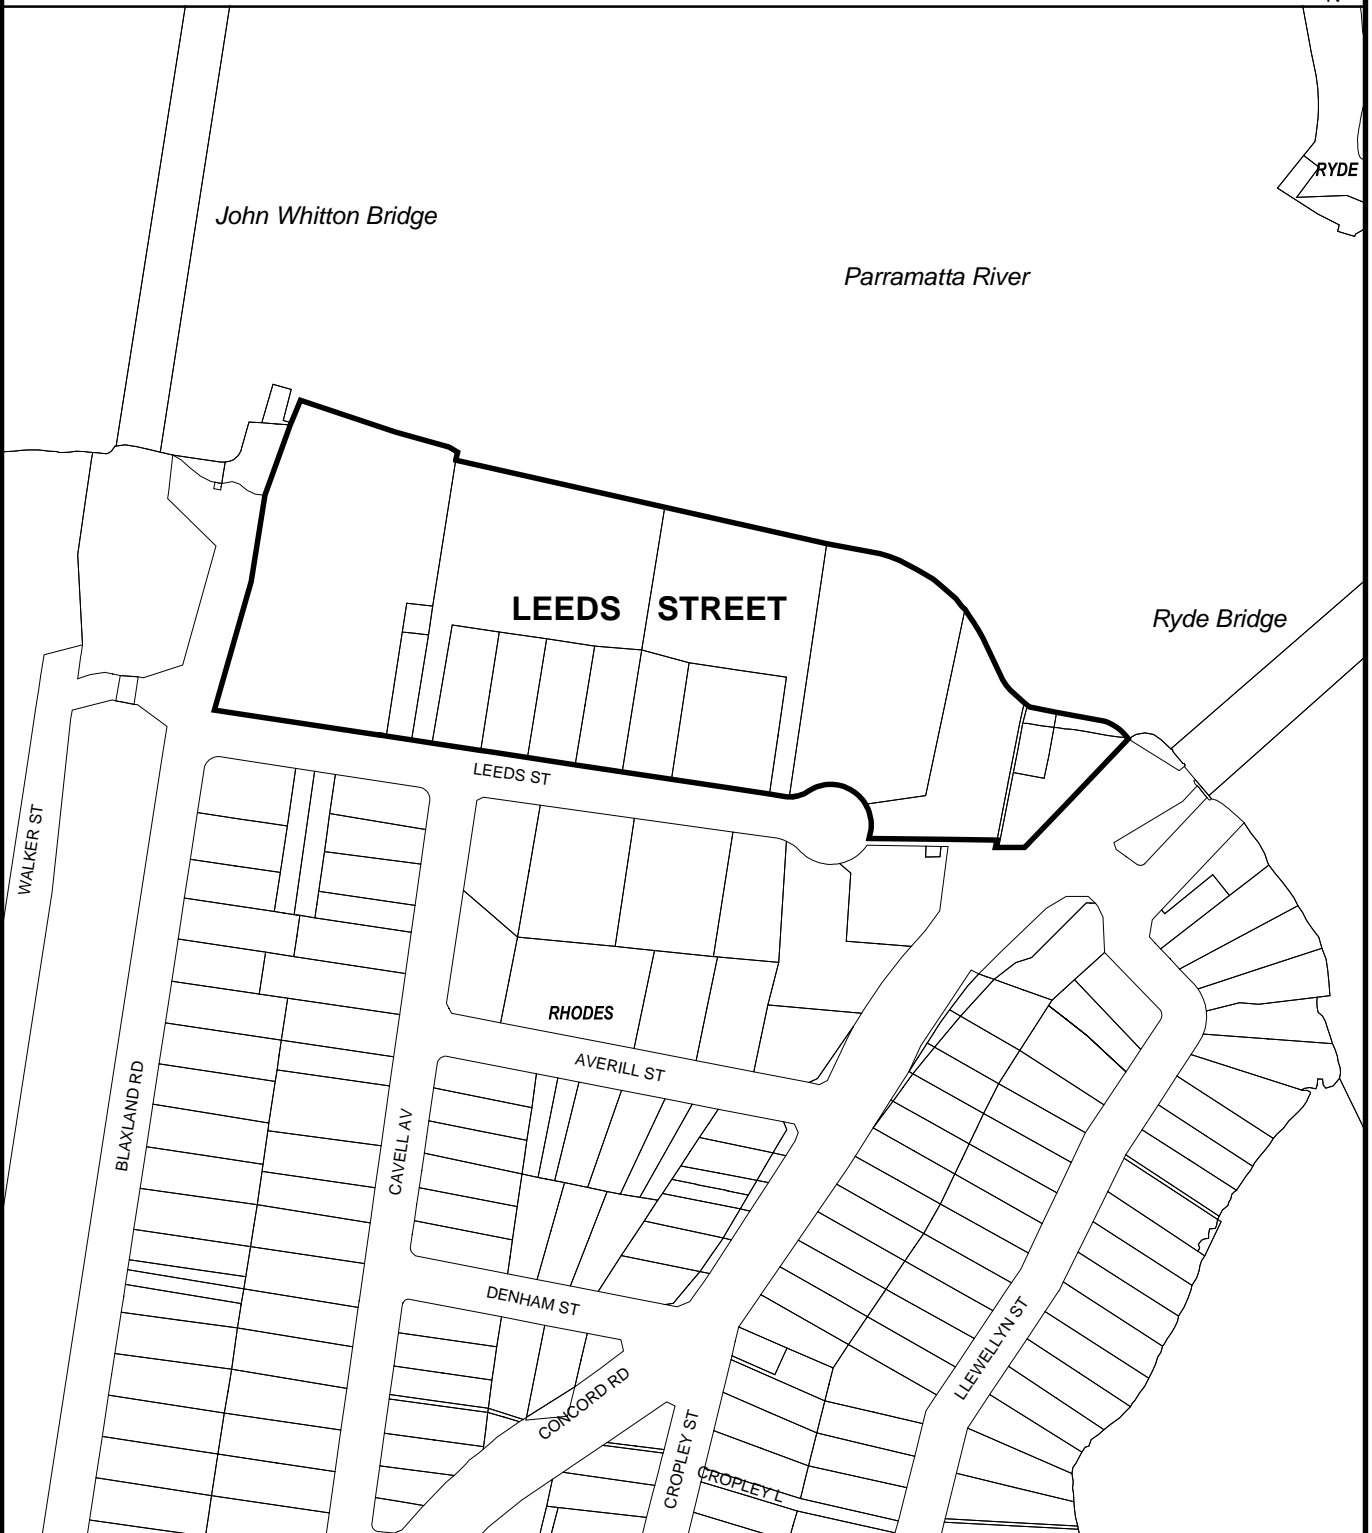 RYDE
John Whitton Bridge
Parramatta River
LEEDS STREET
Ryde Bridge
LEEDS ST
WALKER ST
RHODES
AVERILL ST
BLAXLAND RD
CAVELL AV
DENHAM ST
LLEWELLYN ST
CONCORD RD
CROPLEY ST
CROPLEY L